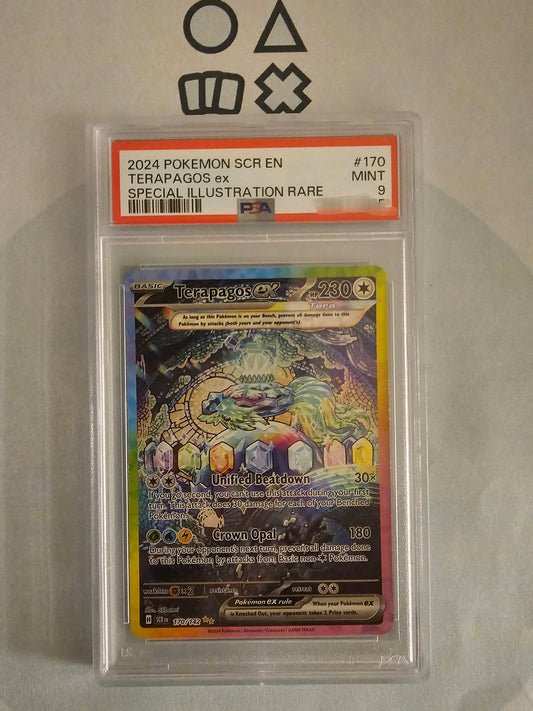 2024 POKEMON SCR EN #170
TERAPAGOS ex MINT
SPECIAL ILLUSTRATION RARE 9
PSA
BASIC Terapagos ex HP 230
Tera
As long as this Pokémon is on your Bench, prevent all damage done to this
Pokémon by attacks (both yours and your opponent's).
Unified Beatdown 30×
If you go second, you can't use this attack during your first
turn. This attack does 30 damage for each of your Benched
Pokémon.
Crown Opal 180
During your opponent's next turn, prevent all damage done
to this Pokémon by attacks from Basic non- Pokémon.
weakness ×2 resistance retreat
Pokémon ex rule
When your Pokémon ex
is Knocked Out, your opponent takes 2 Prize cards.
Illus.
H SCR EN 170/142
©2024 Pokémon / Nintendo / Creatures / GAME FREAK